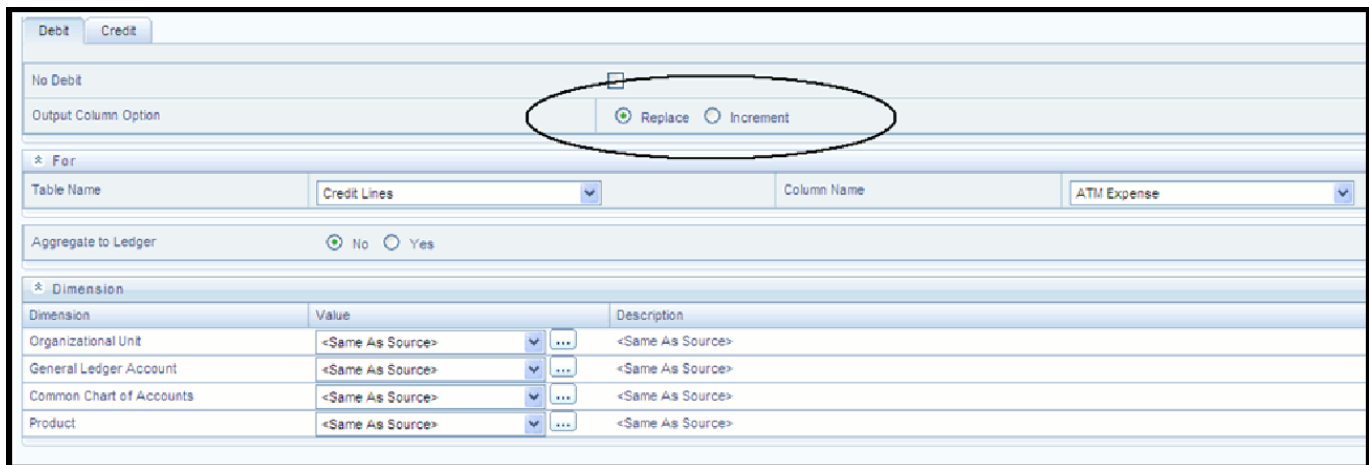 Debit Credit
No Debit
Output Column Option Replace Increment
For
Table Name Credit Lines Column Name ATM Expense
Aggregate to Ledger No Yes
Dimension
Dimension Value Description
Organizational Unit <Same As Source> ... <Same As Source>
General Ledger Account <Same As Source> ... <Same As Source>
Common Chart of Accounts <Same As Source> ... <Same As Source>
Product <Same As Source> ... <Same As Source>